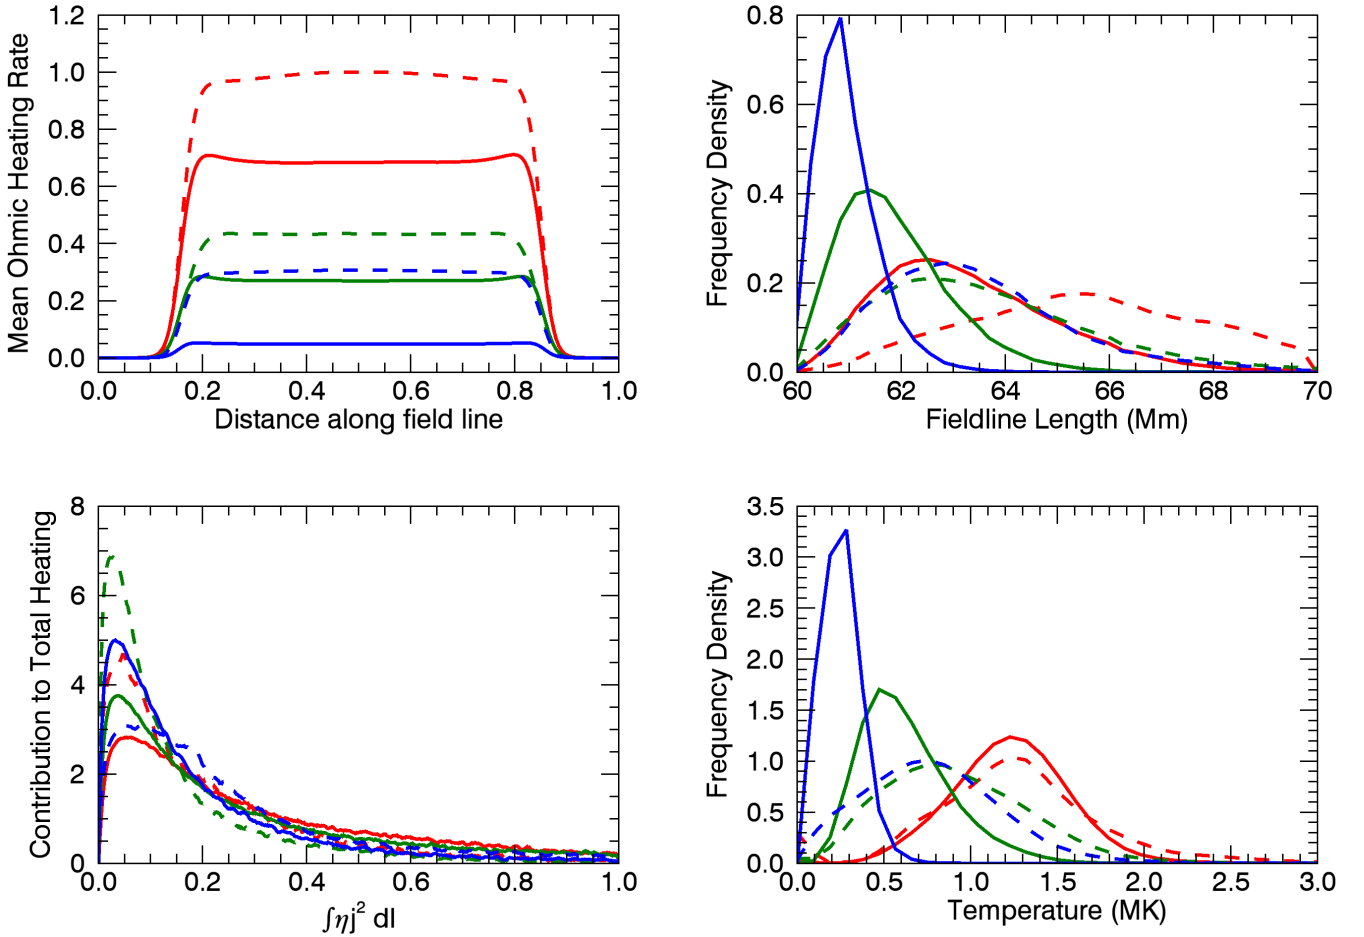 Mean Ohmic Heating Rate
1.2
1.0
0.8
0.6
0.4
0.2
0.0
0.0 0.2 0.4 0.6 0.8 1.0
Distance along field line
Frequency Density
0.8
0.6
0.4
0.2
0.0
60 62 64 66 68 70
Fieldline Length (Mm)
Contribution to Total Heating
8
6
4
2
0
0.0 0.2 0.4 0.6 0.8 1.0
∫ηj² dl
Frequency Density
3.5
3.0
2.5
2.0
1.5
1.0
0.5
0.0
0.0 0.5 1.0 1.5 2.0 2.5 3.0
Temperature (MK)